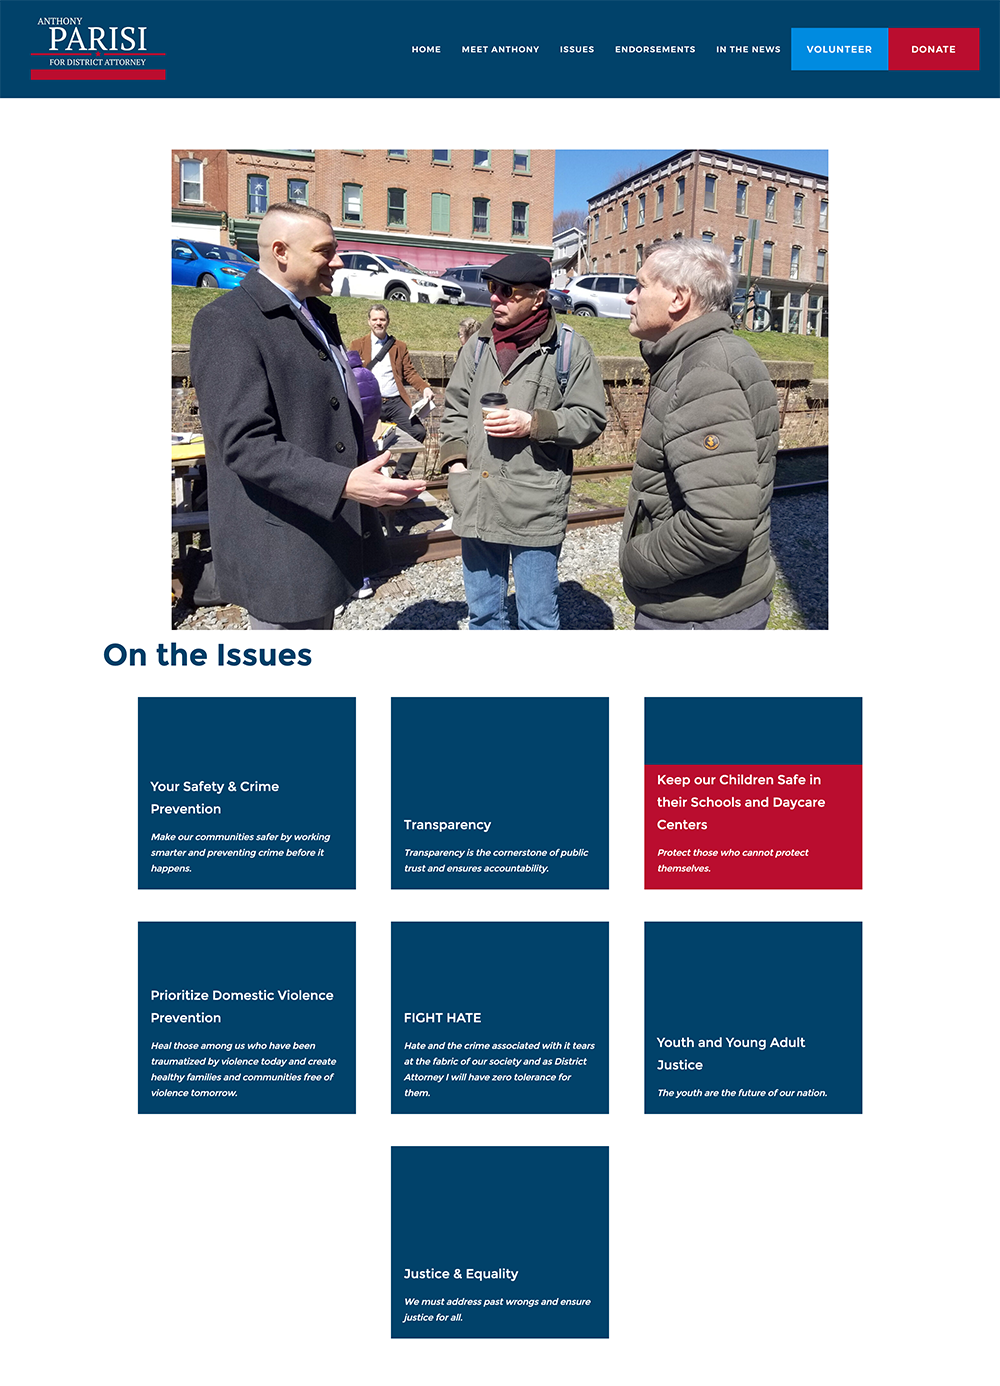 ANTHONY
PARISI
FOR DISTRICT ATTORNEY
HOME MEET ANTHONY ISSUES ENDORSEMENTS IN THE NEWS VOLUNTEER DONATE
On the Issues
Your Safety & Crime
Prevention
Make our communities safer by working
smarter and preventing crime before it
happens.
Transparency
Transparency is the cornerstone of public
trust and ensures accountability.
Keep our Children Safe in
their Schools and Daycare
Centers
Protect those who cannot protect
themselves.
Prioritize Domestic Violence
Prevention
Heal those among us who have been
traumatized by violence today and create
healthy families and communities free of
violence tomorrow.
FIGHT HATE
Hate and the crime associated with it tears
at the fabric of our society and as District
Attorney I will have zero tolerance for
them.
Youth and Young Adult
Justice
The youth are the future of our nation.
Justice & Equality
We must address past wrongs and ensure
justice for all.